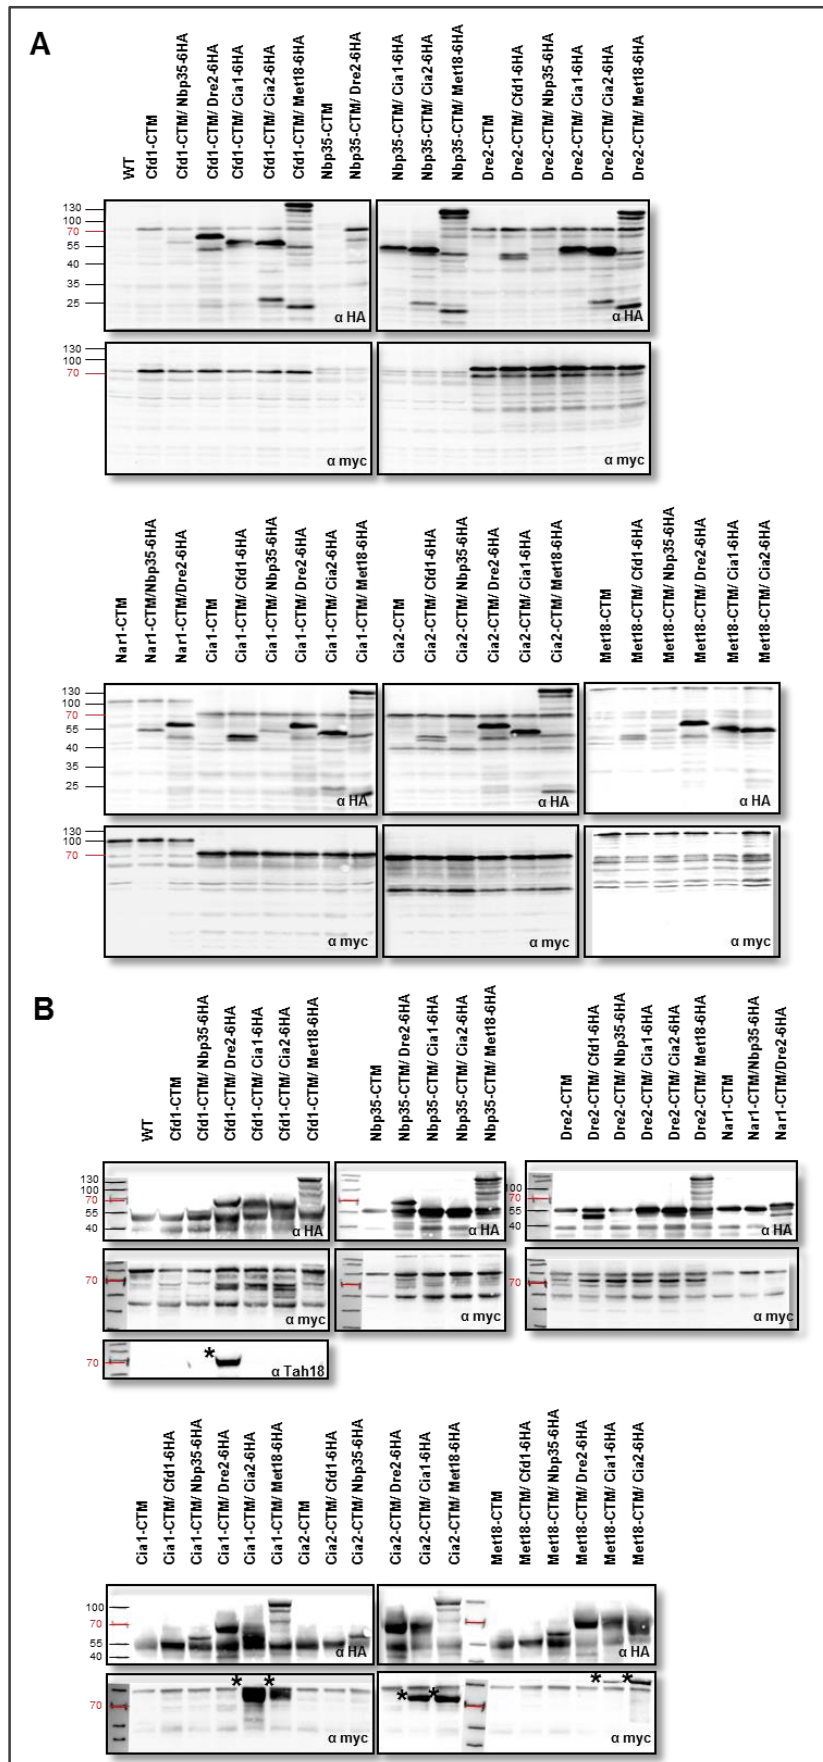 A
WT
Cfd1-CTM
Cfd1-CTM/ Nbp35-6HA
Cfd1-CTM/ Dre2-6HA
Cfd1-CTM/ Cia1-6HA
Cfd1-CTM/ Cia2-6HA
Cfd1-CTM/ Met18-6HA
Nbp35-CTM
Nbp35-CTM/ Dre2-6HA
Nbp35-CTM/ Cia1-6HA
Nbp35-CTM/ Cia2-6HA
Nbp35-CTM/ Met18-6HA
Dre2-CTM
Dre2-CTM/ Cfd1-6HA
Dre2-CTM/ Nbp35-6HA
Dre2-CTM/ Cia1-6HA
Dre2-CTM/ Cia2-6HA
Dre2-CTM/ Met18-6HA
130
100
70
55
40
35
25
α HA
α HA
130
100
70
α myc
α myc
Nar1-CTM
Nar1-CTM/Nbp35-6HA
Nar1-CTM/Dre2-6HA
Cia1-CTM
Cia1-CTM/ Cfd1-6HA
Cia1-CTM/ Nbp35-6HA
Cia1-CTM/ Dre2-6HA
Cia1-CTM/ Cia2-6HA
Cia1-CTM/ Met18-6HA
Cia2-CTM
Cia2-CTM/ Cfd1-6HA
Cia2-CTM/ Nbp35-6HA
Cia2-CTM/ Dre2-6HA
Cia2-CTM/ Cia1-6HA
Cia2-CTM/ Met18-6HA
Met18-CTM
Met18-CTM/ Cfd1-6HA
Met18-CTM/ Nbp35-6HA
Met18-CTM/ Dre2-6HA
Met18-CTM/ Cia1-6HA
Met18-CTM/ Cia2-6HA
130
100
70
55
40
35
25
α HA
α HA
α HA
130
100
70
α myc
α myc
α myc
B
WT
Cfd1-CTM
Cfd1-CTM/ Nbp35-6HA
Cfd1-CTM/ Dre2-6HA
Cfd1-CTM/ Cia1-6HA
Cfd1-CTM/ Cia2-6HA
Cfd1-CTM/ Met18-6HA
Nbp35-CTM
Nbp35-CTM/ Dre2-6HA
Nbp35-CTM/ Cia1-6HA
Nbp35-CTM/ Cia2-6HA
Nbp35-CTM/ Met18-6HA
Dre2-CTM
Dre2-CTM/ Cfd1-6HA
Dre2-CTM/ Nbp35-6HA
Dre2-CTM/ Cia1-6HA
Dre2-CTM/ Cia2-6HA
Dre2-CTM/ Met18-6HA
Nar1-CTM
Nar1-CTM/Nbp35-6HA
Nar1-CTM/Dre2-6HA
130
100
70
55
40
α HA
α HA
100
70
55
40
α HA
70
α myc
α myc
70
α myc
70
*
α Tah18
Cia1-CTM
Cia1-CTM/ Cfd1-6HA
Cia1-CTM/ Nbp35-6HA
Cia1-CTM/ Dre2-6HA
Cia1-CTM/ Cia2-6HA
Cia1-CTM/ Met18-6HA
Cia2-CTM
Cia2-CTM/ Cfd1-6HA
Cia2-CTM/ Nbp35-6HA
Cia2-CTM/ Dre2-6HA
Cia2-CTM/ Cia1-6HA
Cia2-CTM/ Met18-6HA
Met18-CTM
Met18-CTM/ Cfd1-6HA
Met18-CTM/ Nbp35-6HA
Met18-CTM/ Dre2-6HA
Met18-CTM/ Cia1-6HA
Met18-CTM/ Cia2-6HA
100
70
55
40
α HA
α HA
70
* *
α myc
* *
* *
α myc